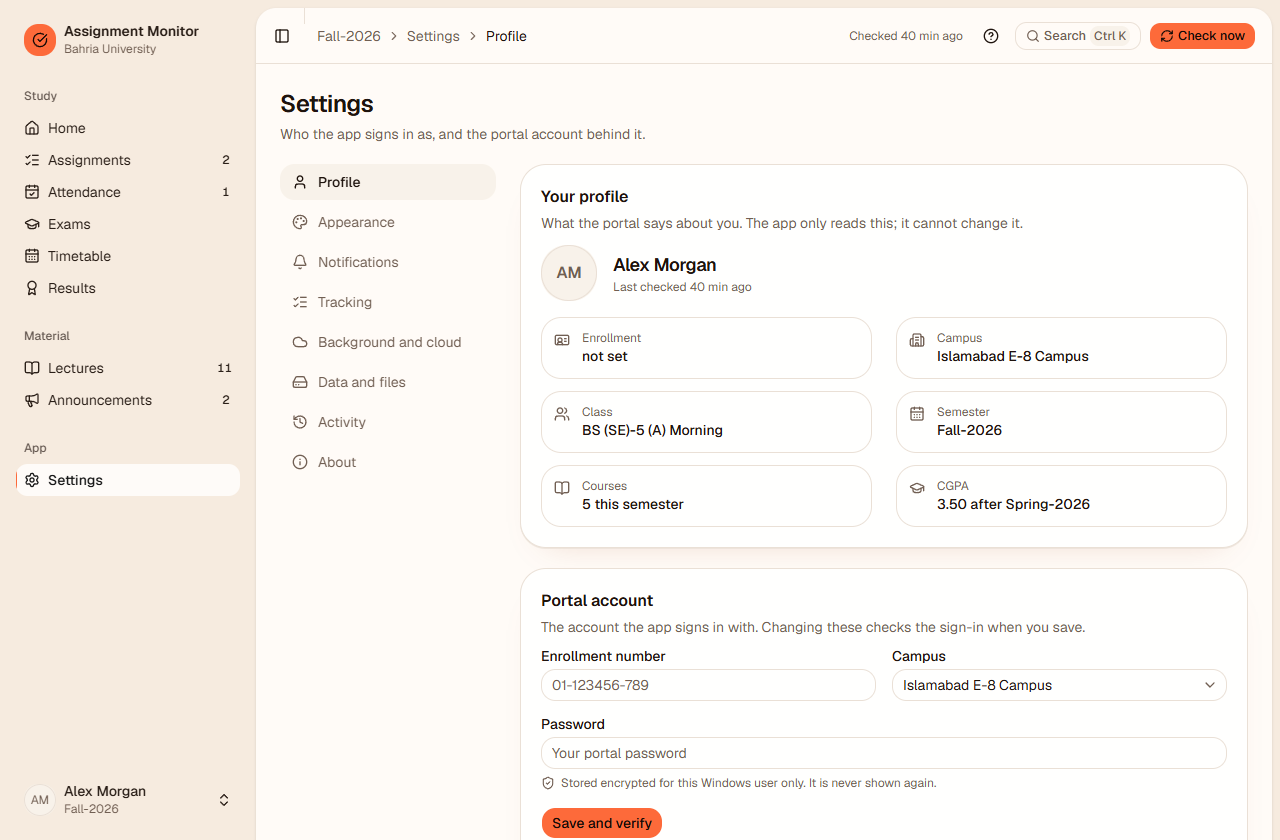 Assignment Monitor
Bahria University
Study
Home
Assignments 2
Attendance 1
Exams
Timetable
Results
Material
Lectures 11
Announcements 2
App
Settings
AM
Alex Morgan
Fall-2026
Fall-2026 > Settings > Profile
Checked 40 min ago
Search Ctrl K
Check now
Settings
Who the app signs in as, and the portal account behind it.
Profile
Appearance
Notifications
Tracking
Background and cloud
Data and files
Activity
About
Your profile
What the portal says about you. The app only reads this; it cannot change it.
AM
Alex Morgan
Last checked 40 min ago
Enrollment
not set
Campus
Islamabad E-8 Campus
Class
BS (SE)-5 (A) Morning
Semester
Fall-2026
Courses
5 this semester
CGPA
3.50 after Spring-2026
Portal account
The account the app signs in with. Changing these checks the sign-in when you save.
Enrollment number
01-123456-789
Campus
Islamabad E-8 Campus
Password
Your portal password
Stored encrypted for this Windows user only. It is never shown again.
Save and verify